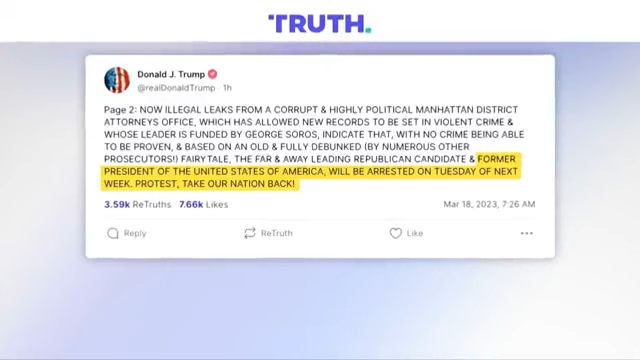 TRUTH.
Donald J. Trump
@realDonaldTrump · 1h
Page 2: NOW ILLEGAL LEAKS FROM A CORRUPT & HIGHLY POLITICAL MANHATTAN DISTRICT
ATTORNEYS OFFICE, WHICH HAS ALLOWED NEW RECORDS TO BE SET IN VIOLENT CRIME &
WHOSE LEADER IS FUNDED BY GEORGE SOROS, INDICATE THAT, WITH NO CRIME BEING ABLE
TO BE PROVEN, & BASED ON AN OLD & FULLY DEBUNKED (BY NUMEROUS OTHER
PROSECUTORS!) FAIRYTALE, THE FAR & AWAY LEADING REPUBLICAN CANDIDATE & FORMER
PRESIDENT OF THE UNITED STATES OF AMERICA, WILL BE ARRESTED ON TUESDAY OF NEXT
WEEK. PROTEST, TAKE OUR NATION BACK!
3.59k ReTruths 7.66k Likes Mar 18, 2023, 7:26 AM
Reply ReTruth Like